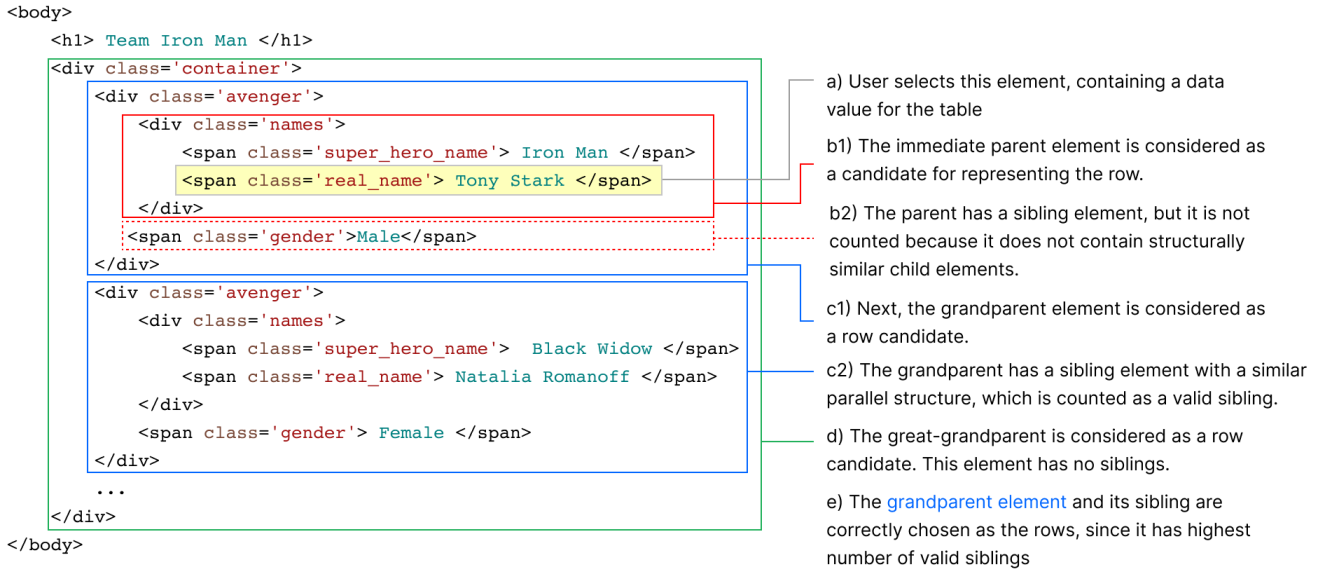 <body>
<h1> Team Iron Man </h1>
<div class='container'>
<div class='avenger'>
<div class='names'>
<span class='super_hero_name'> Iron Man </span>
<span class='real_name'> Tony Stark </span>
</div>
<span class='gender'>Male</span>
</div>
<div class='avenger'>
<div class='names'>
<span class='super_hero_name'> Black Widow </span>
<span class='real_name'> Natalia Romanoff </span>
</div>
<span class='gender'> Female </span>
</div>
...
</div>
</body>
a) User selects this element, containing a data
value for the table
b1) The immediate parent element is considered as
a candidate for representing the row.
b2) The parent has a sibling element, but it is not
counted because it does not contain structurally
similar child elements.
c1) Next, the grandparent element is considered as
a row candidate.
c2) The grandparent has a sibling element with a similar
parallel structure, which is counted as a valid sibling.
d) The great-grandparent is considered as a row
candidate. This element has no siblings.
e) The grandparent element and its sibling are
correctly chosen as the rows, since it has highest
number of valid siblings